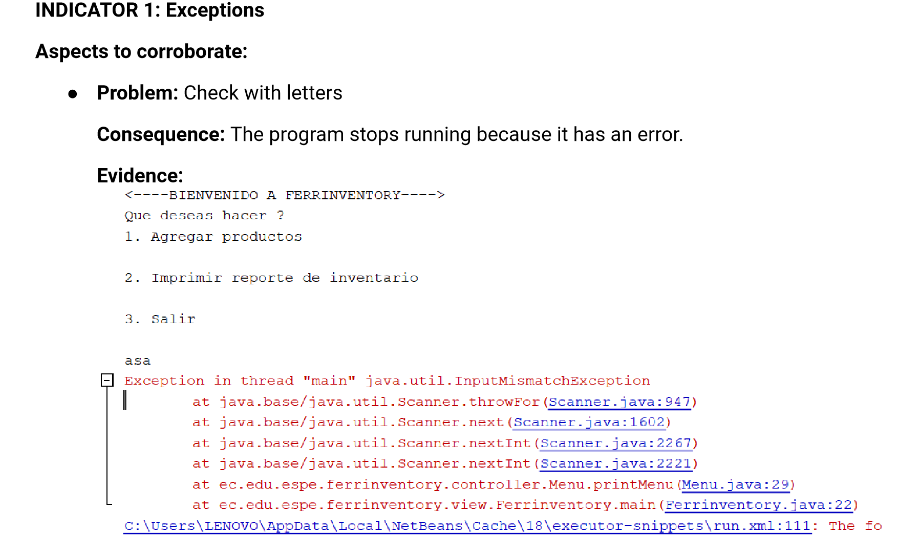 INDICATOR 1: Exceptions
Aspects to corroborate:
● Problem: Check with letters
Consequence: The program stops running because it has an error.
Evidence:
<----BIENVENIDO A FERRINVENTORY---->
Que deseas hacer ?
1. Agregar productos
2. Imprimir reporte de inventario
3. Salir
asa
Exception in thread "main" java.util.InputMismatchException
at java.base/java.util.Scanner.throwFor(Scanner.java:947)
at java.base/java.util.Scanner.next(Scanner.java:1602)
at java.base/java.util.Scanner.nextInt(Scanner.java:2267)
at java.base/java.util.Scanner.nextInt(Scanner.java:2221)
at ec.edu.espe.ferrinventory.controller.Menu.printMenu(Menu.java:29)
at ec.edu.espe.ferrinventory.view.Ferrinventory.main(Ferrinventory.java:22)
C:\Users\LENOVO\AppData\Local\NetBeans\Cache\18\executor-snippets\run.xml:111: The fo